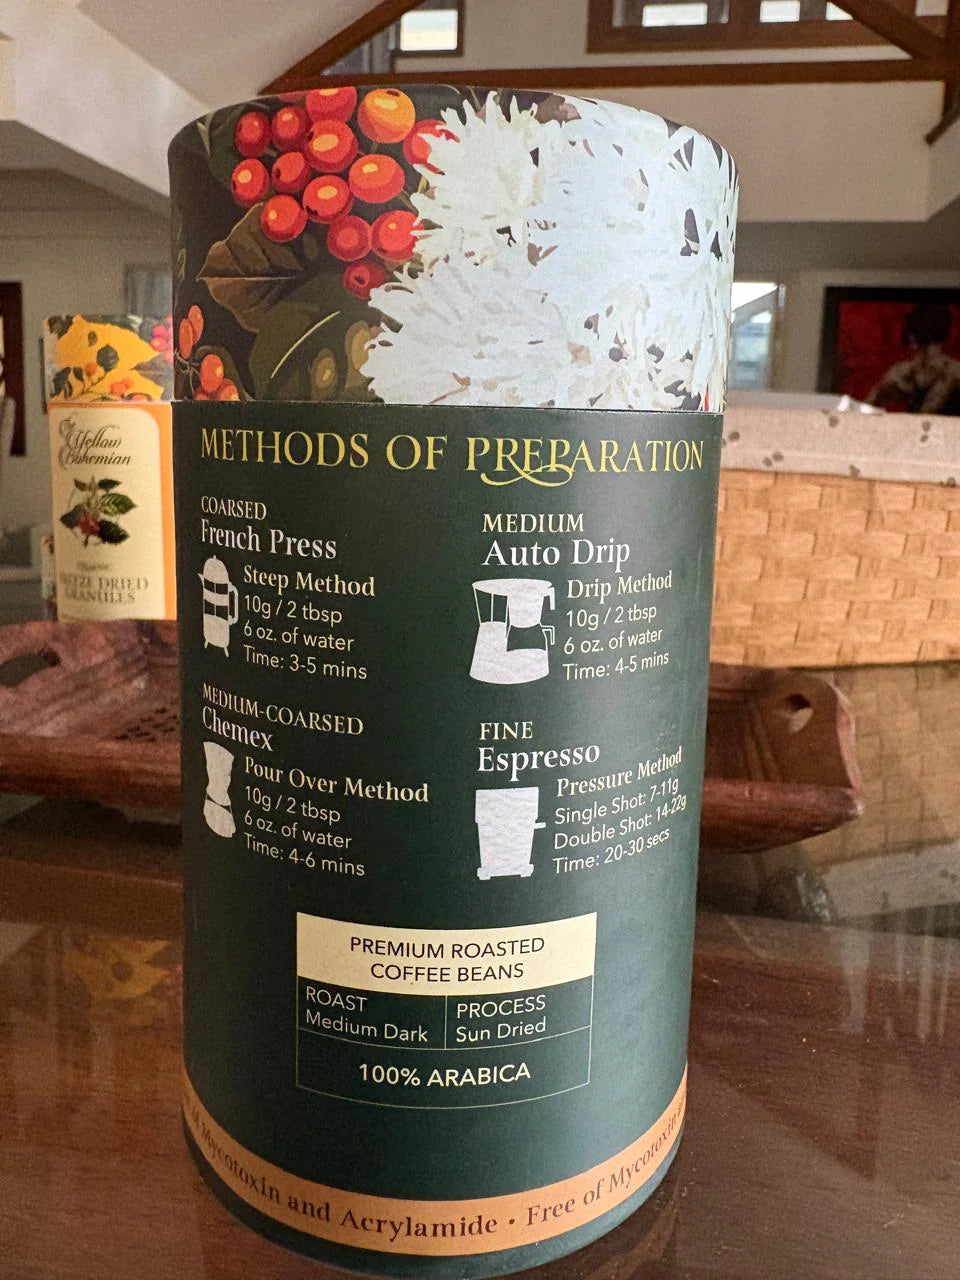 METHODS OF PREPARATION
COARSED
French Press
Steep Method
10g / 2 tbsp
6 oz. of water
Time: 3-5 mins
MEDIUM
Auto Drip
Drip Method
10g / 2 tbsp
6 oz. of water
Time: 4-5 mins
MEDIUM-COARSED
Chemex
Pour Over Method
10g / 2 tbsp
6 oz. of water
Time: 4-6 mins
FINE
Espresso
Pressure Method
Single Shot: 7-11g
Double Shot: 14-22g
Time: 20-30 secs
PREMIUM ROASTED
COFFEE BEANS
ROAST
Medium Dark
PROCESS
Sun Dried
100% ARABICA
of Mycotoxin and Acrylamide • Free of Mycotoxin
The
Mellow
Bohemian
DRIED
GRANULES